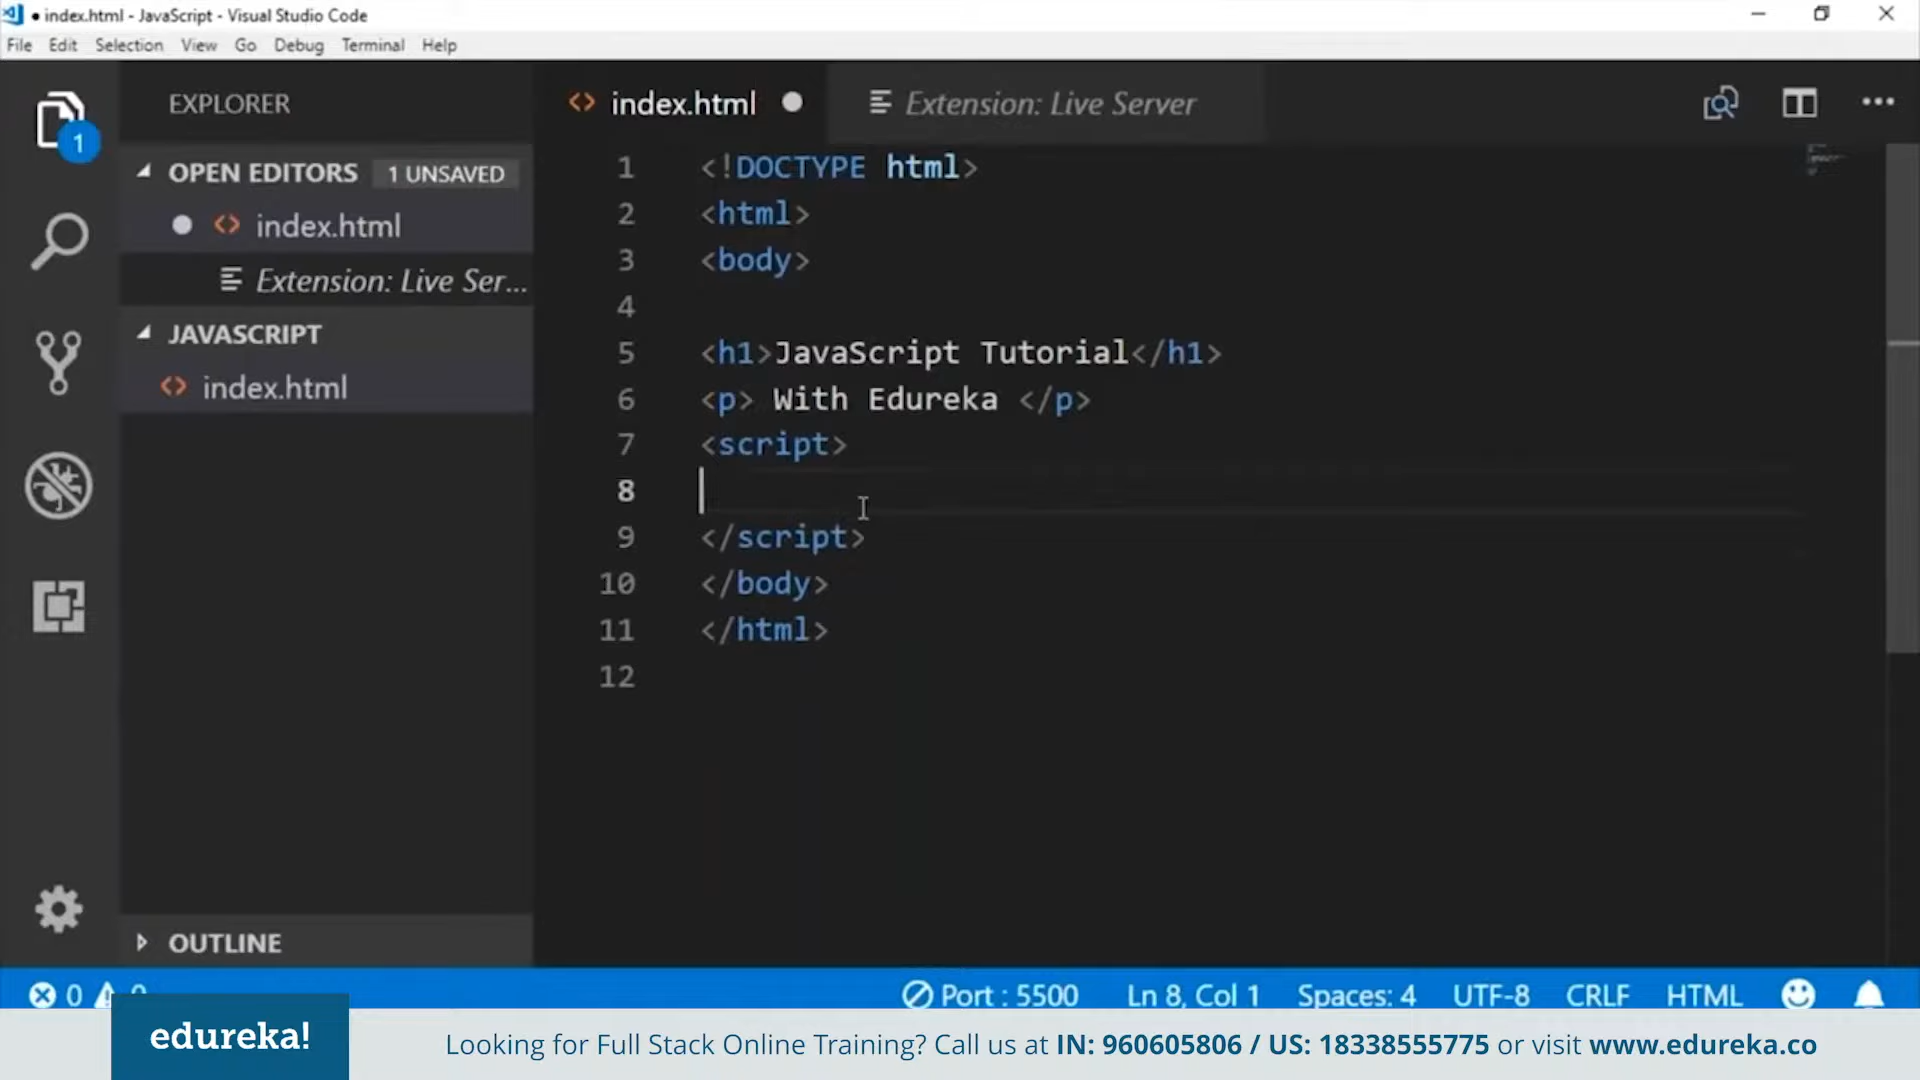 index.html - JavaScript - Visual Studio Code
File Edit Selection View Go Debug Terminal Help
1
EXPLORER
OPEN EDITORS 1 UNSAVED
index.html
Extension: Live Ser...
JAVASCRIPT
index.html
OUTLINE
index.html
Extension: Live Server
1 <!DOCTYPE html>
2 <html>
3 <body>
4
5 <h1>JavaScript Tutorial</h1>
6 <p> With Edureka </p>
7 <script>
8
9 </script>
10 </body>
11 </html>
12
0 0 Port : 5500 Ln 8, Col 1 Spaces: 4 UTF-8 CRLF HTML
edureka!
Looking for Full Stack Online Training? Call us at IN: 960605806 / US: 18338555775 or visit www.edureka.co